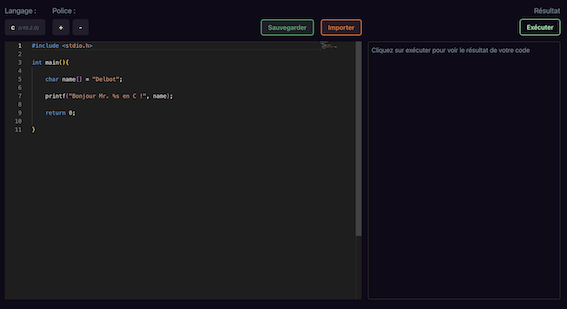 Langage :
Police :
Résultat
c (v10.2.0)
+
-
Sauvegarder
Importer
Exécuter
1 #include <stdio.h>
2
3 int main(){
4
5 char name[] = "Delbot";
6
7 printf("Bonjour Mr. %s en C !", name);
8
9 return 0;
10
11 }
Cliquez sur exécuter pour voir le résultat de votre code